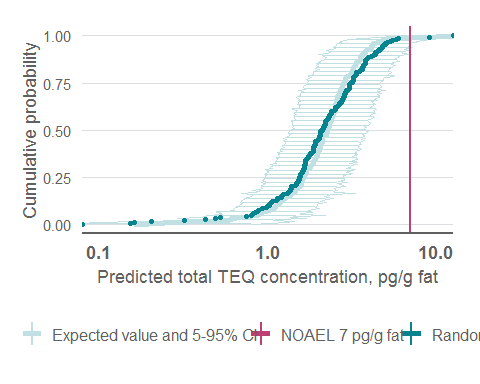 1.00
0.75
0.50
0.25
0.00
Cumulative probability
0.1 1.0 10.0
Predicted total TEQ concentration, pg/g fat
Expected value and 5-95% CI NOAEL 7 pg/g fat Random